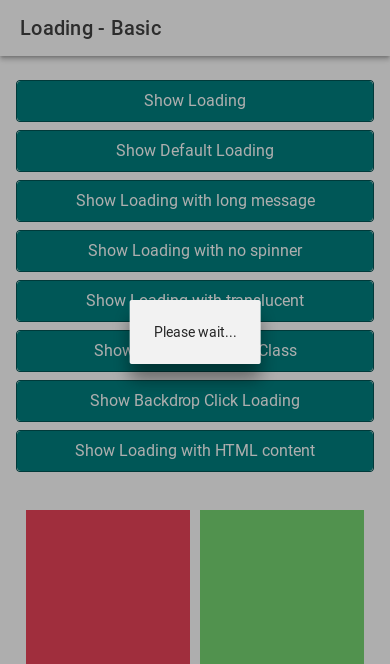 Loading - Basic
Show Loading
Show Default Loading
Show Loading with long message
Show Loading with no spinner
Show Loading with translucent
Please wait...
Show Class
Show Backdrop Click Loading
Show Loading with HTML content